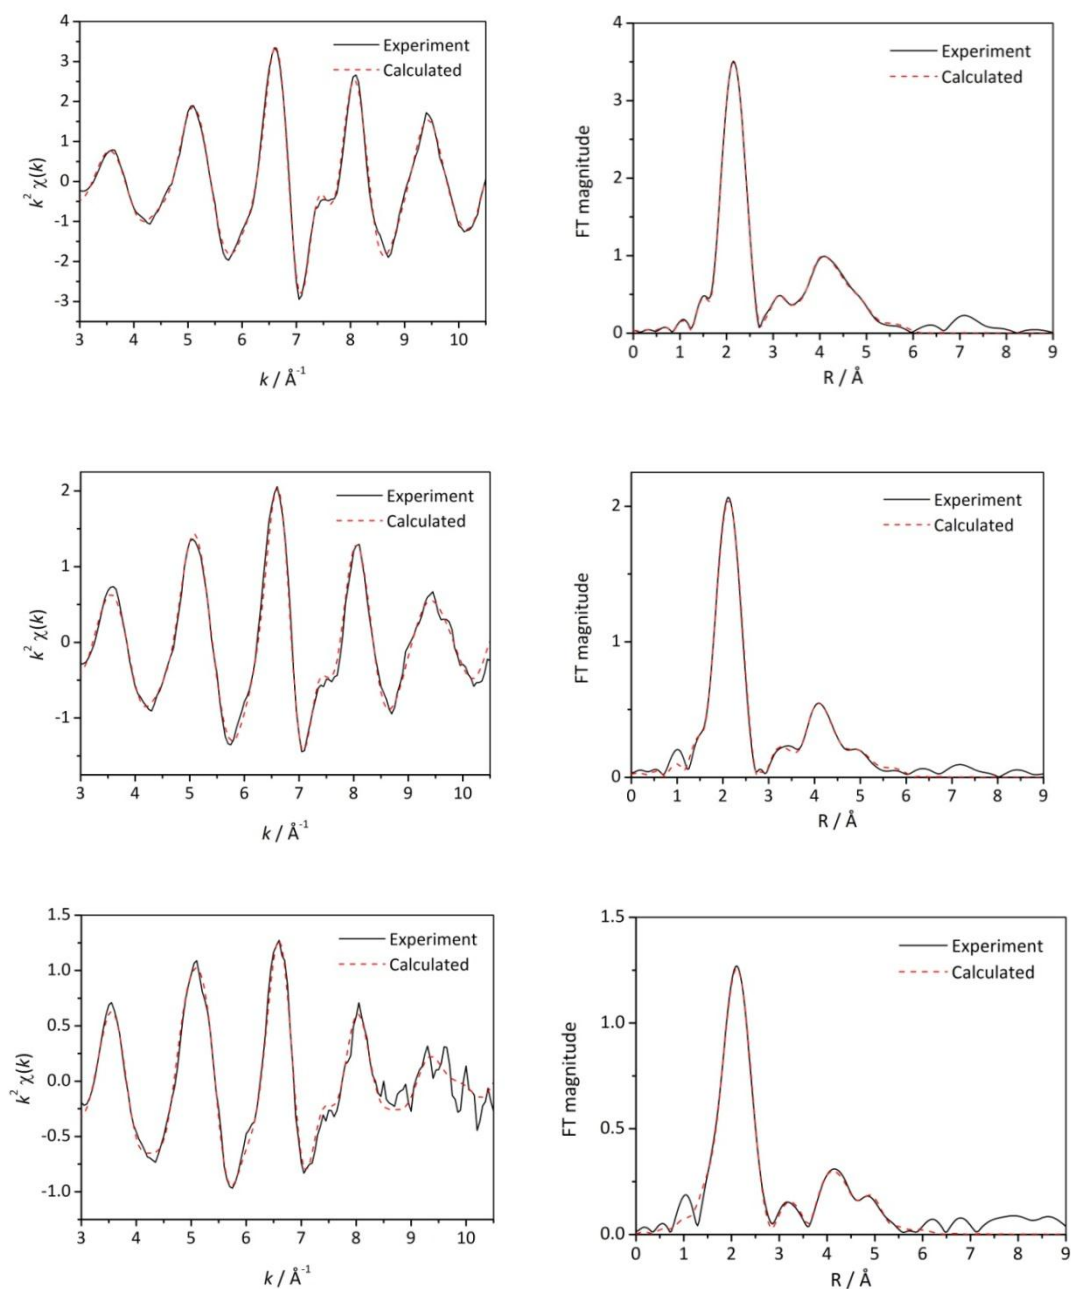 4
3
2
1
0
-1
-2
-3
k² χ(k)
Experiment
Calculated
3 4 5 6 7 8 9 10
k / Å⁻¹
4
3
2
1
0
FT magnitude
Experiment
Calculated
0 1 2 3 4 5 6 7 8 9
R / Å
2
1
0
-1
k² χ(k)
Experiment
Calculated
3 4 5 6 7 8 9 10
k / Å⁻¹
2
1
0
FT magnitude
Experiment
Calculated
0 1 2 3 4 5 6 7 8 9
R / Å
1.5
1.0
0.5
0.0
-0.5
-1.0
k² χ(k)
Experiment
Calculated
3 4 5 6 7 8 9 10
k / Å⁻¹
1.5
1.0
0.5
0.0
FT magnitude
Experiment
Calculated
0 1 2 3 4 5 6 7 8 9
R / Å